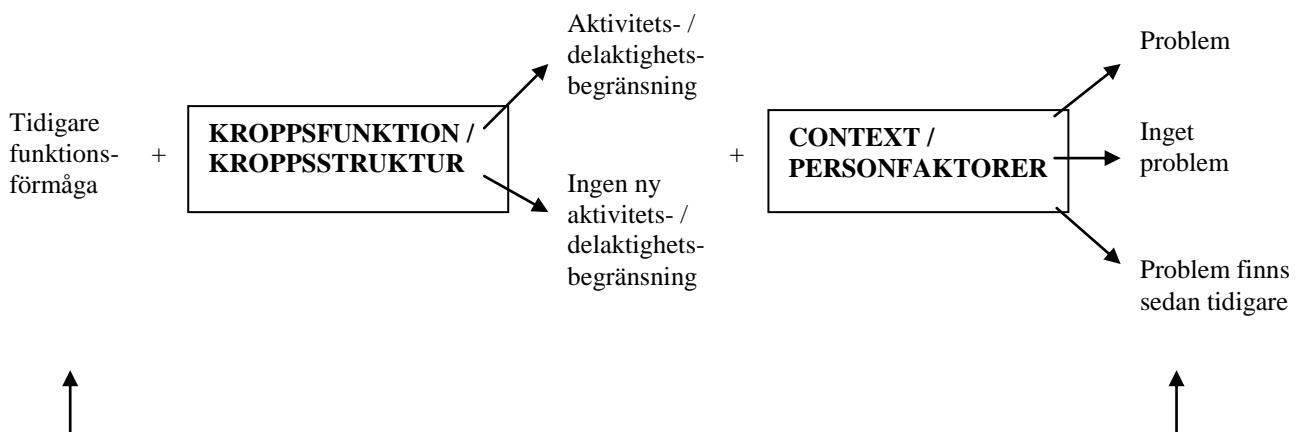 Tidigare
funktions-
förmåga
+
KROPPSFUNKTION /
KROPPSSTRUKTUR
Aktivitets- /
delaktighets-
begränsning
Ingen ny
aktivitets- /
delaktighets-
begränsning
+
CONTEXT /
PERSONFAKTORER
Problem
Inget
problem
Problem finns
sedan tidigare